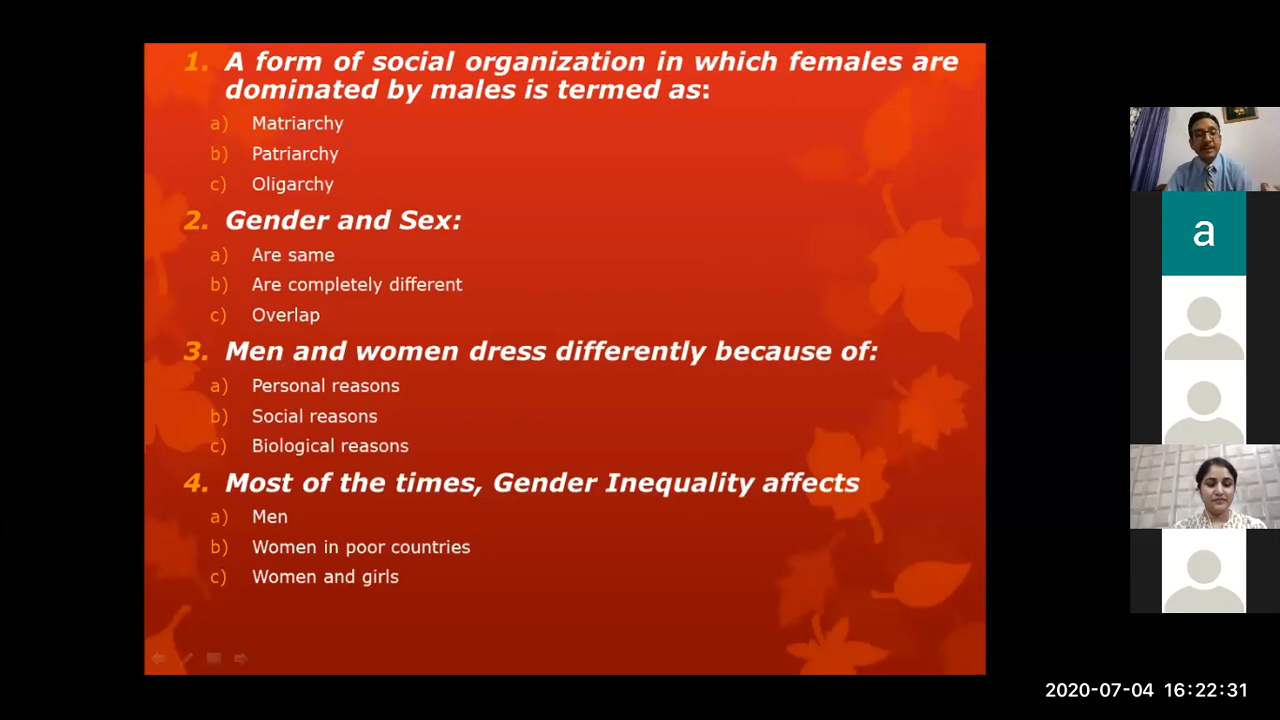 1. A form of social organization in which females are
dominated by males is termed as:
a) Matriarchy
b) Patriarchy
c) Oligarchy
2. Gender and Sex:
a) Are same
b) Are completely different
c) Overlap
3. Men and women dress differently because of:
a) Personal reasons
b) Social reasons
c) Biological reasons
4. Most of the times, Gender Inequality affects
a) Men
b) Women in poor countries
c) Women and girls
a
2020-07-04 16:22:31